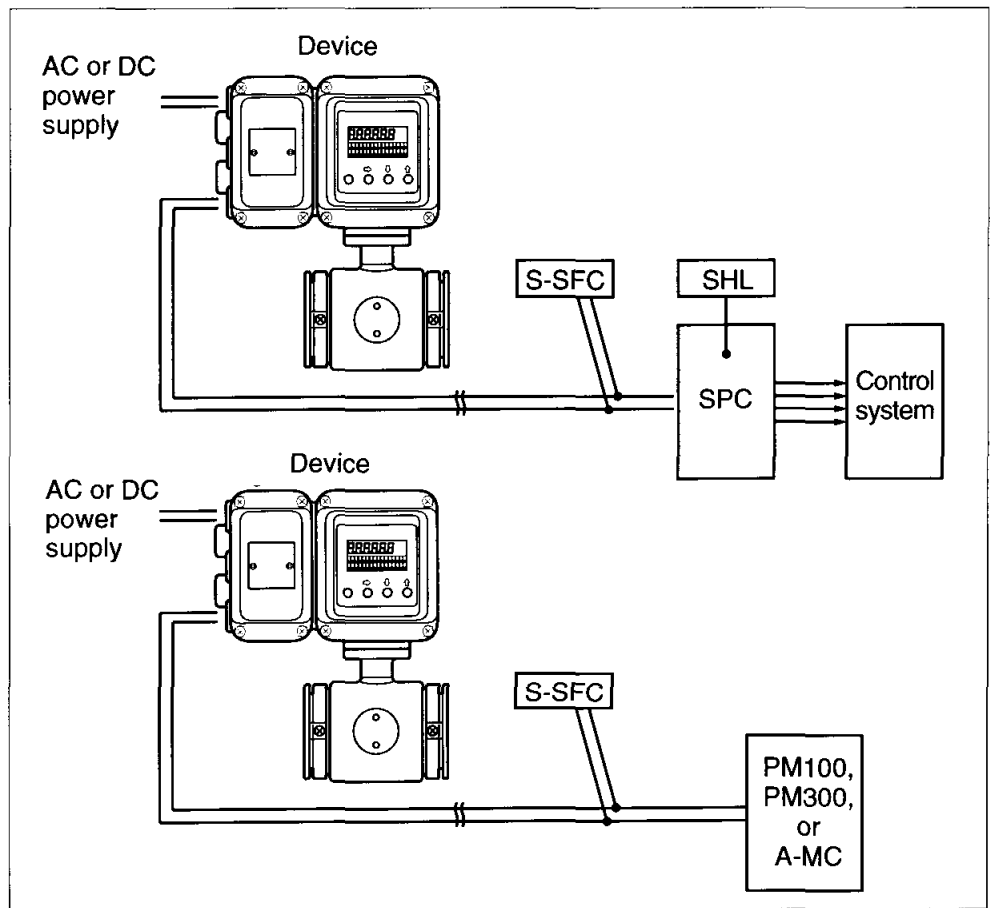 Device
AC or DC
power
supply
S-SFC
SHL
SPC
Control
system
Device
AC or DC
power
supply
S-SFC
PM100,
PM300,
or
A-MC